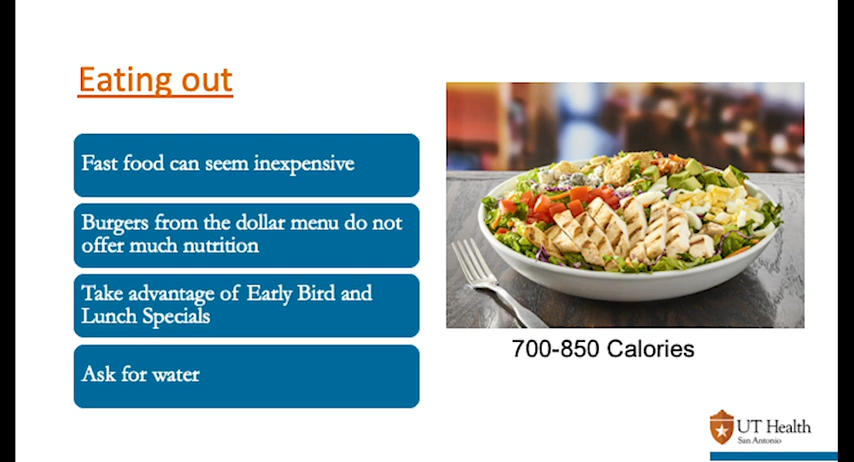 Eating out
Fast food can seem inexpensive
Burgers from the dollar menu do not
offer much nutrition
Take advantage of Early Bird and
Lunch Specials
Ask for water
700-850 Calories
UT Health
San Antonio